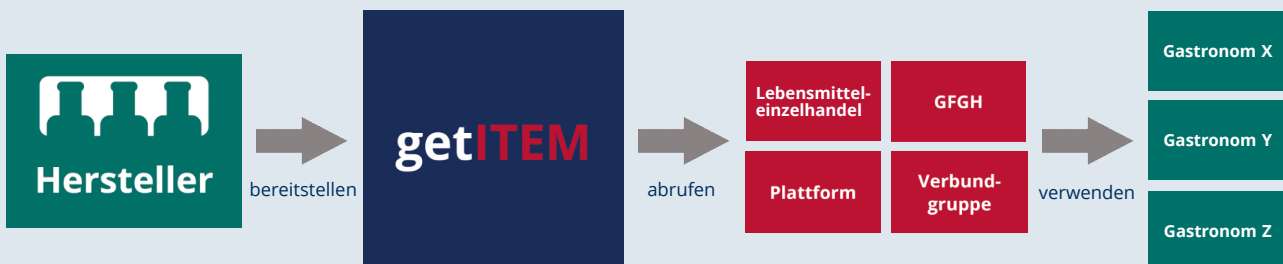 Hersteller
bereitstellen
getITEM
abrufen
Lebensmittel-
einzelhandel
GFGH
Plattform
Verbund-
gruppe
verwenden
Gastronom X
Gastronom Y
Gastronom Z